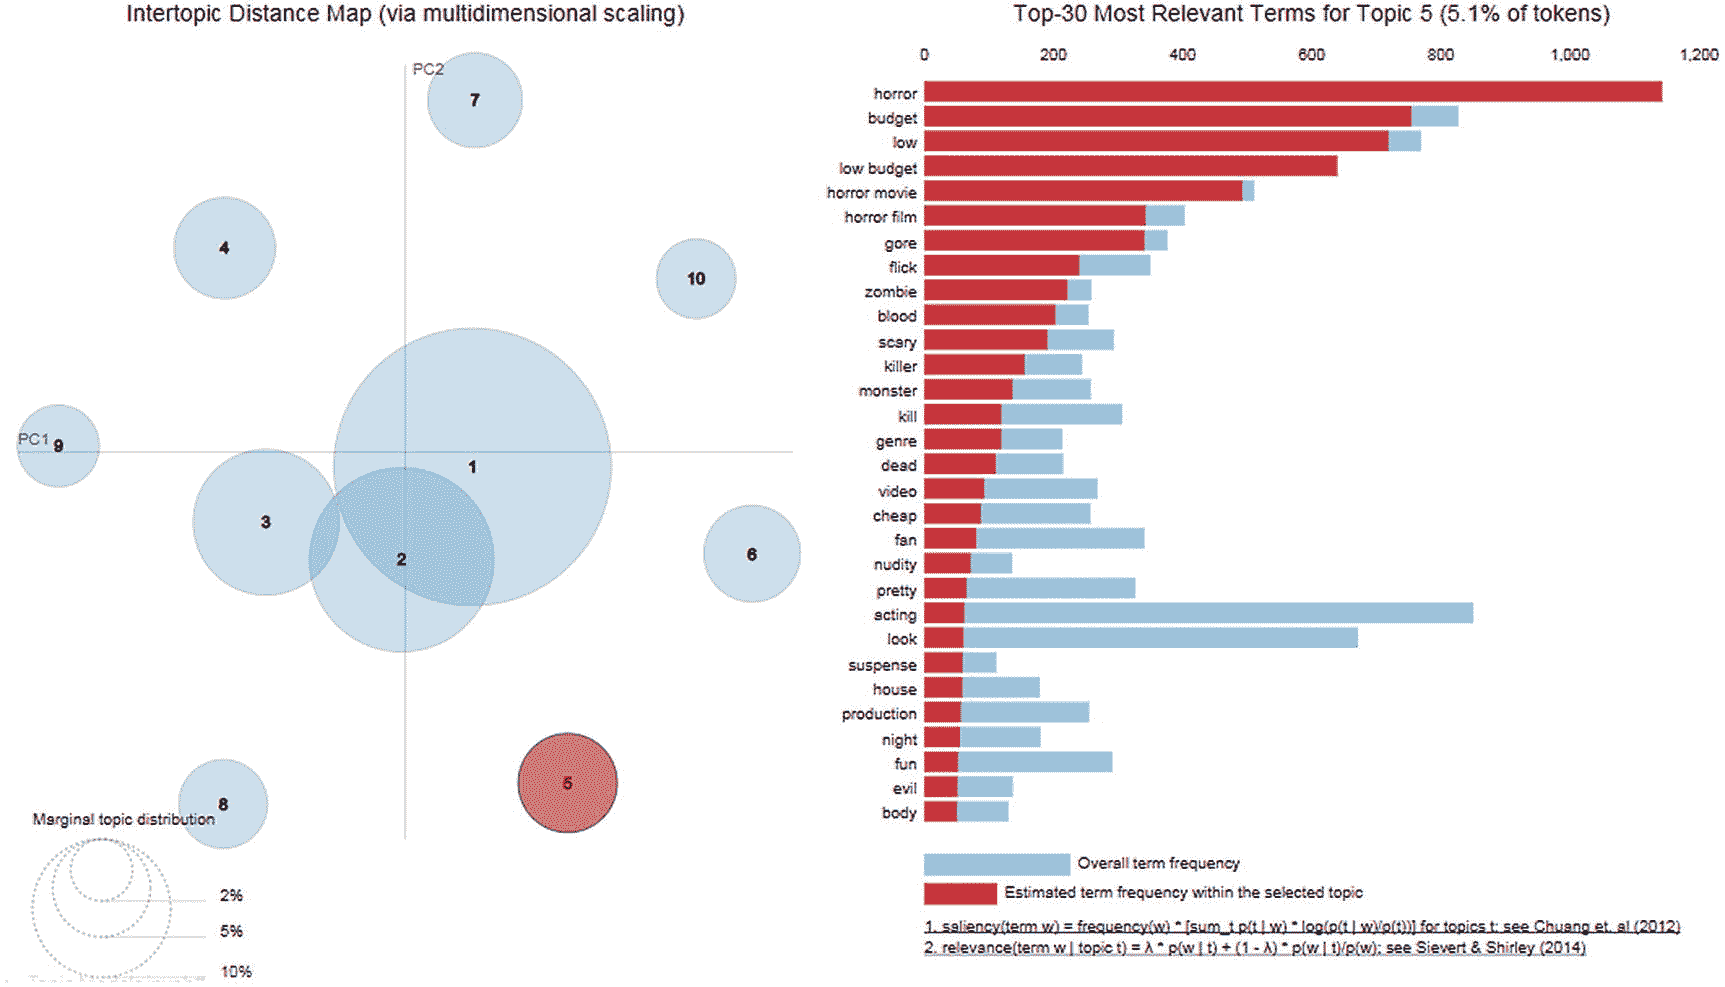 Intertopic Distance Map (via multidimensional scaling)
PC2
7
4
10
PC1
9
1
3
2
6
5
8
Marginal topic distribution
2%
5%
10%
Top-30 Most Relevant Terms for Topic 5 (5.1% of tokens)
0 200 400 600 800 1,000 1,200
horror
budget
low
low budget
horror movie
horror film
gore
flick
zombie
blood
scary
killer
monster
kill
genre
dead
video
cheap
fan
nudity
pretty
acting
look
suspense
house
production
night
fun
evil
body
Overall term frequency
Estimated term frequency within the selected topic
1. saliency(term w) = frequency(w) * [sum_t p(t | w) * log(p(t | w)/p(t))] for topics t; see Chuang et. al (2012)
2. relevance(term w | topic t) = λ * p(w | t) + (1 - λ) * p(w | t)/p(w); see Sievert & Shirley (2014)